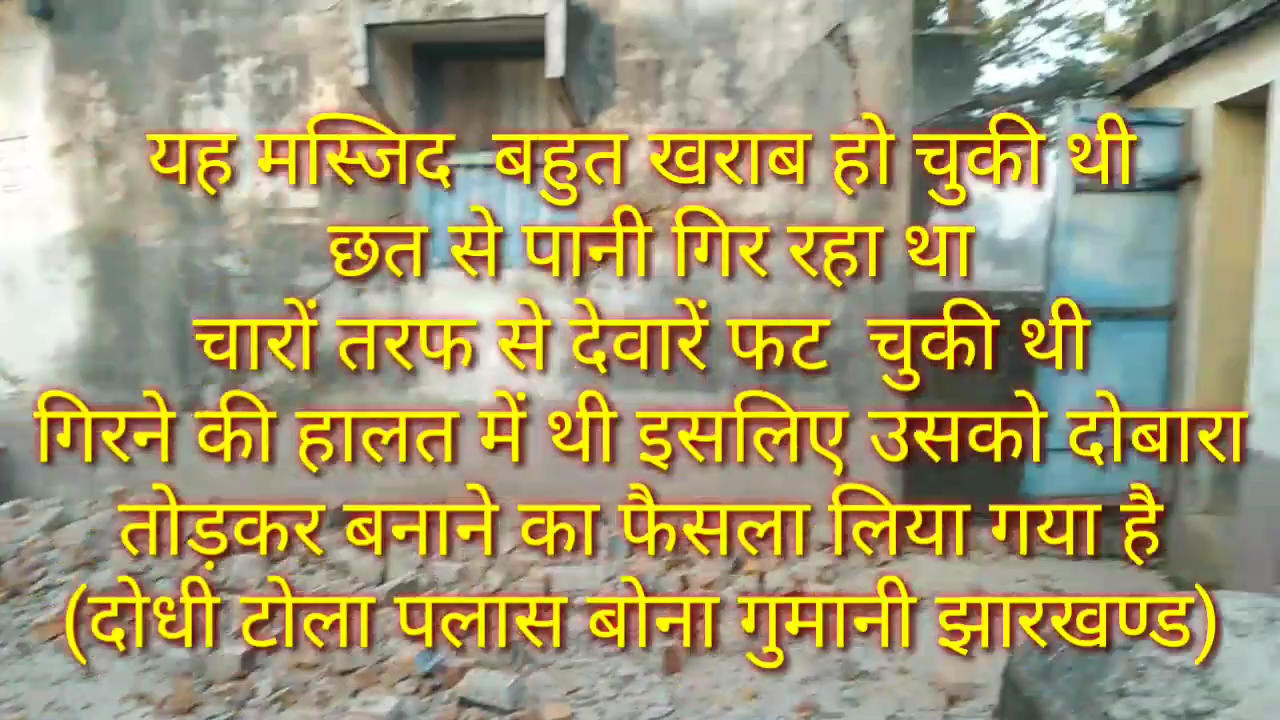 यह मस्जिद बहुत खराब हो चुकी थी
छत से पानी गिर रहा था
चारों तरफ से देवारें फट चुकी थी
गिरने की हालत में थी इसलिए उसको दोबारा
तोड़कर बनाने का फैसला लिया गया है
(दोधी टोला पलास बोना गुमानी झारखण्ड)